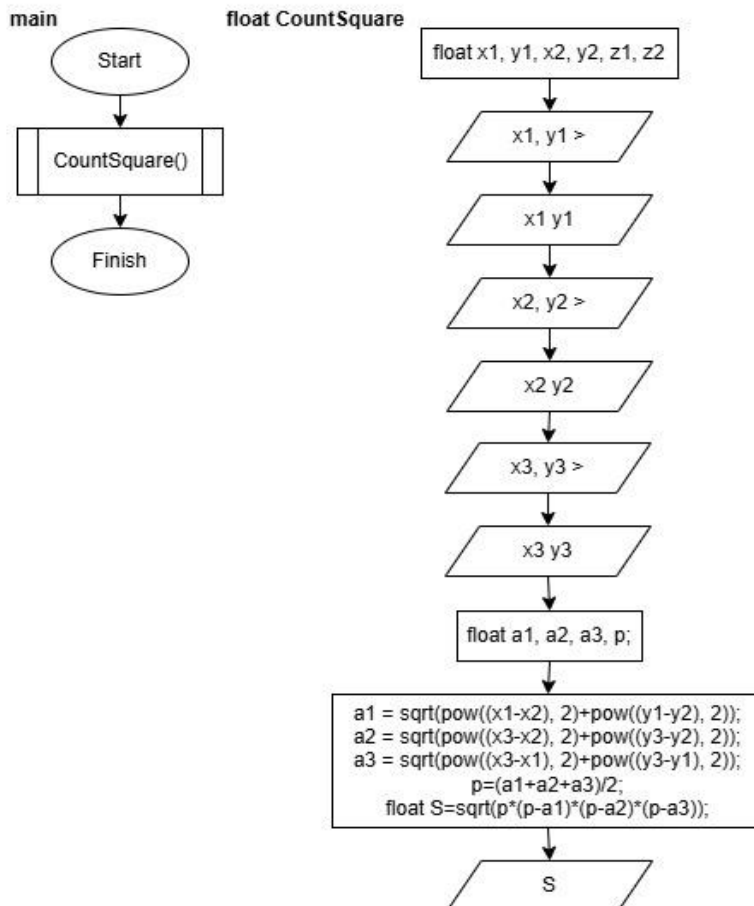 main
Start
CountSquare()
Finish
float CountSquare
float x1, y1, x2, y2, z1, z2
x1, y1 >
x1 y1
x2, y2 >
x2 y2
x3, y3 >
x3 y3
float a1, a2, a3, p;
a1 = sqrt(pow((x1-x2), 2)+pow((y1-y2), 2));
a2 = sqrt(pow((x3-x2), 2)+pow((y3-y2), 2));
a3 = sqrt(pow((x3-x1), 2)+pow((y3-y1), 2));
p=(a1+a2+a3)/2;
float S=sqrt(p*(p-a1)*(p-a2)*(p-a3));
S